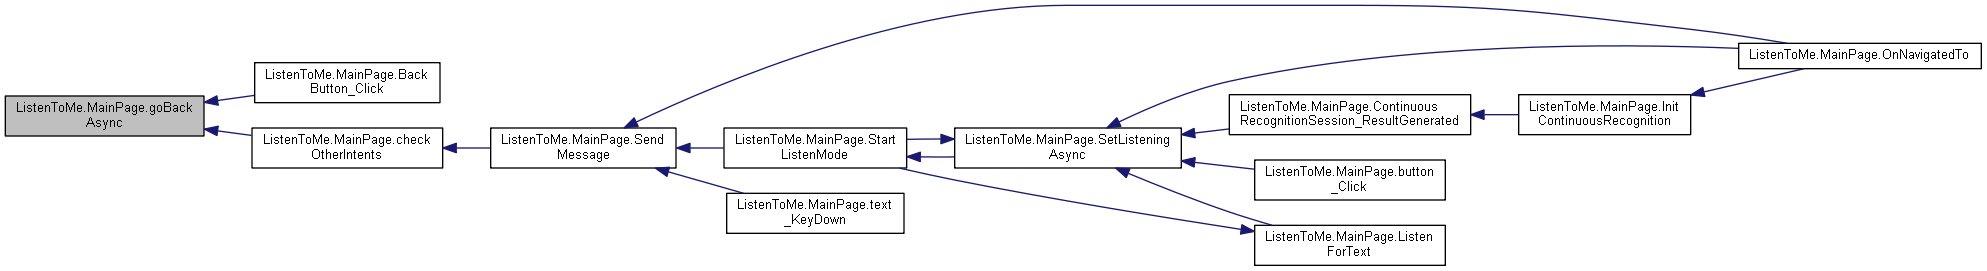 ListenToMe.MainPage.goBack
Async
ListenToMe.MainPage.Back
Button_Click
ListenToMe.MainPage.check
OtherIntents
ListenToMe.MainPage.Send
Message
ListenToMe.MainPage.Start
ListenMode
ListenToMe.MainPage.text
_KeyDown
ListenToMe.MainPage.SetListening
Async
ListenToMe.MainPage.Continuous
RecognitionSession_ResultGenerated
ListenToMe.MainPage.button
_Click
ListenToMe.MainPage.Listen
ForText
ListenToMe.MainPage.Init
ContinuousRecognition
ListenToMe.MainPage.OnNavigatedTo